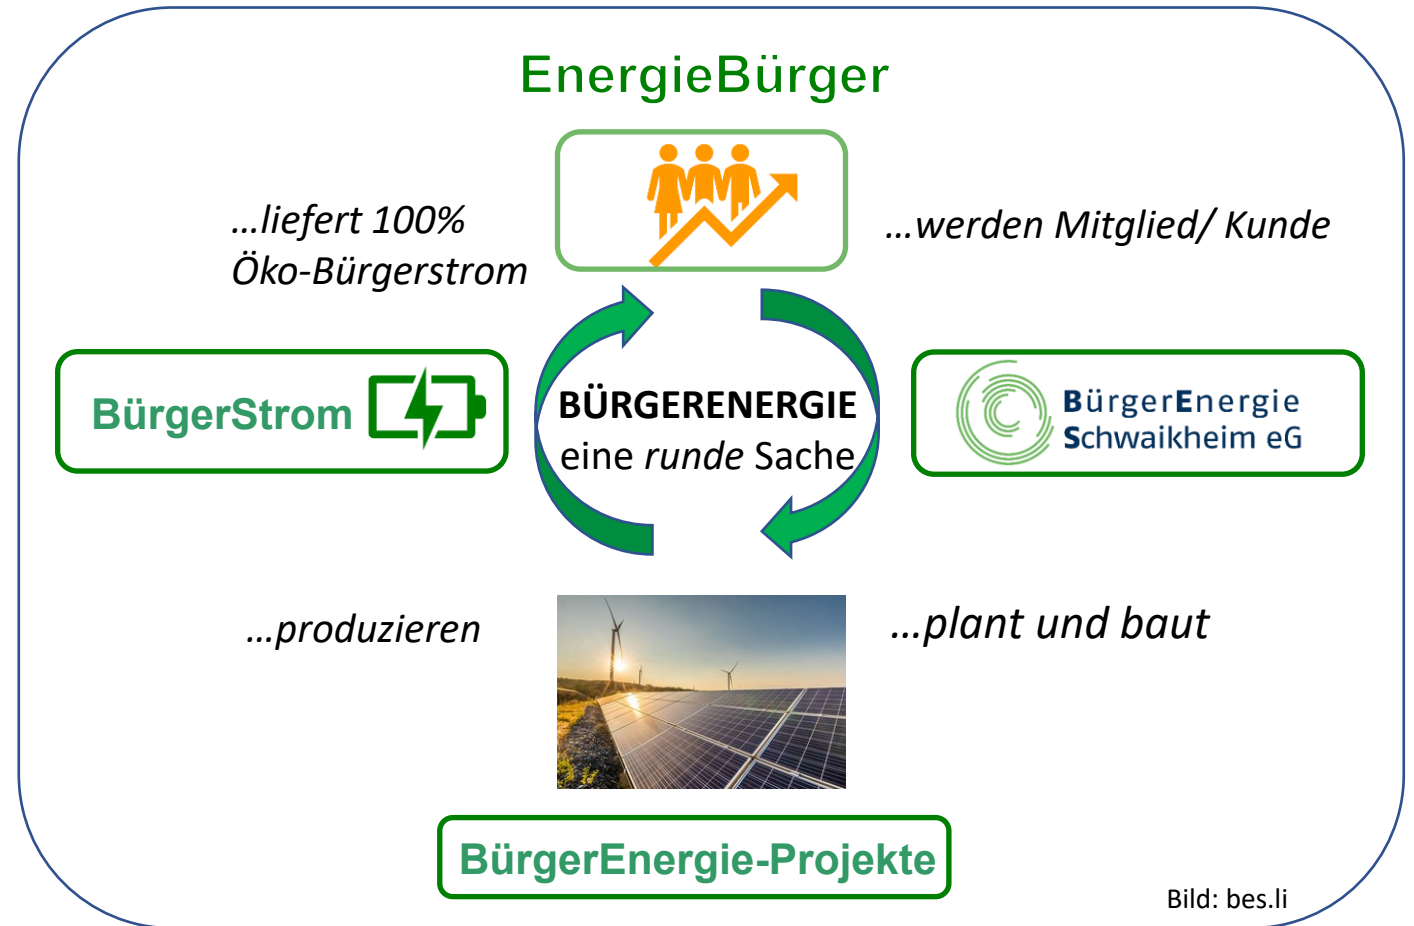 EnergieBürger
…liefert 100%
Öko-Bürgerstrom
…werden Mitglied/ Kunde
BürgerStrom
BÜRGERENERGIE
eine runde Sache
BürgerEnergie
Schwaikheim eG
…produzieren
…plant und baut
BürgerEnergie-Projekte
Bild: bes.li